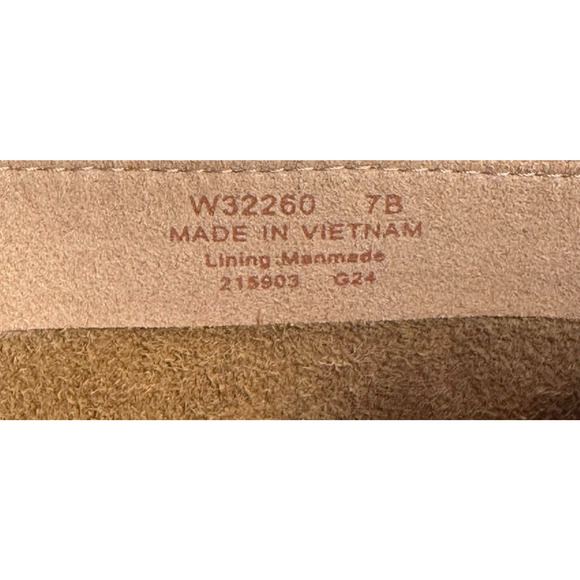 W32260 7B
MADE IN VIETNAM
Lining:Manmade
215903 G24